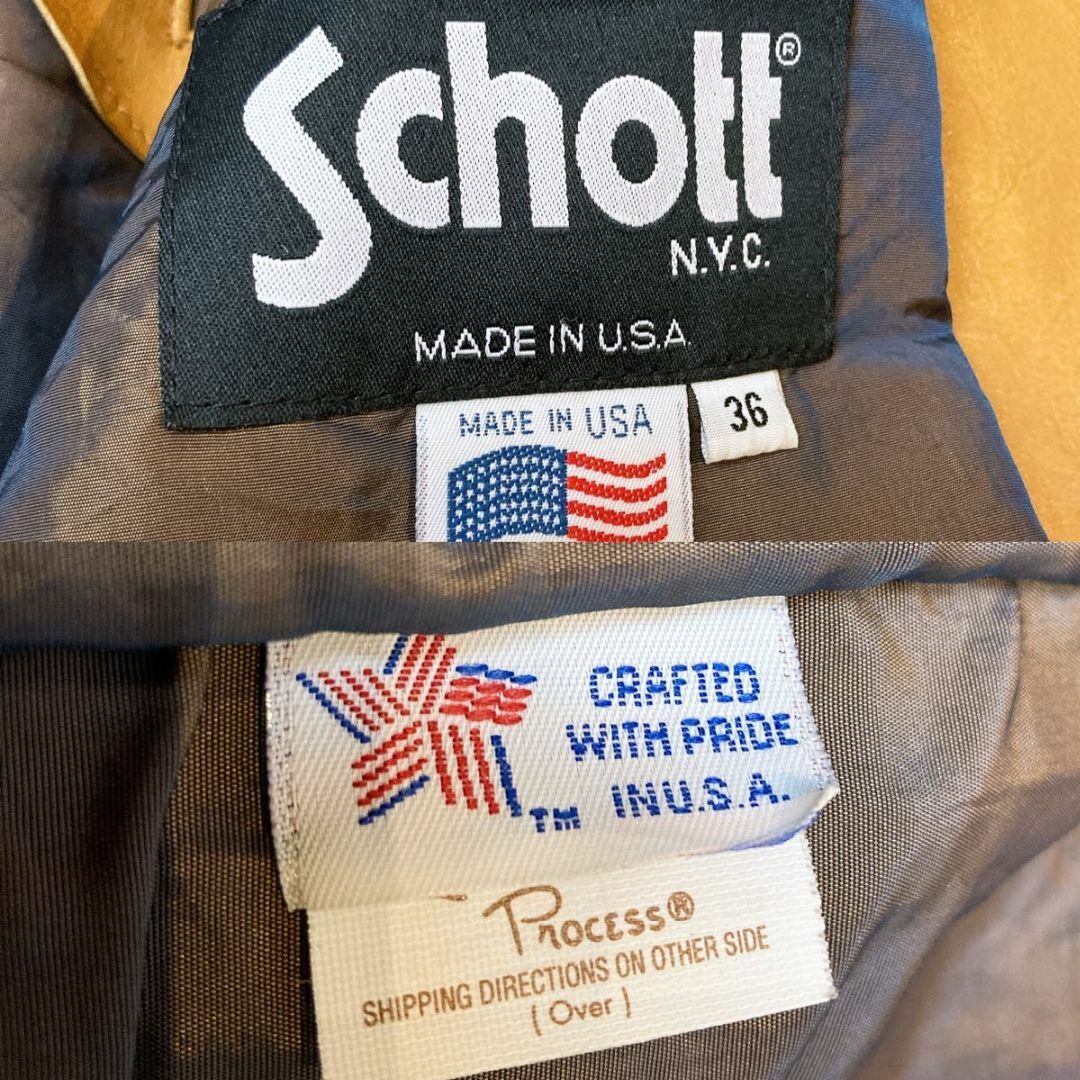 Schott®
N.Y.C.
MADE IN U.S.A.
MADE IN USA
36
CRAFTED
WITH PRIDE
IN U.S.A.
TM
Process®
SHIPPING DIRECTIONS ON OTHER SIDE
(Over)